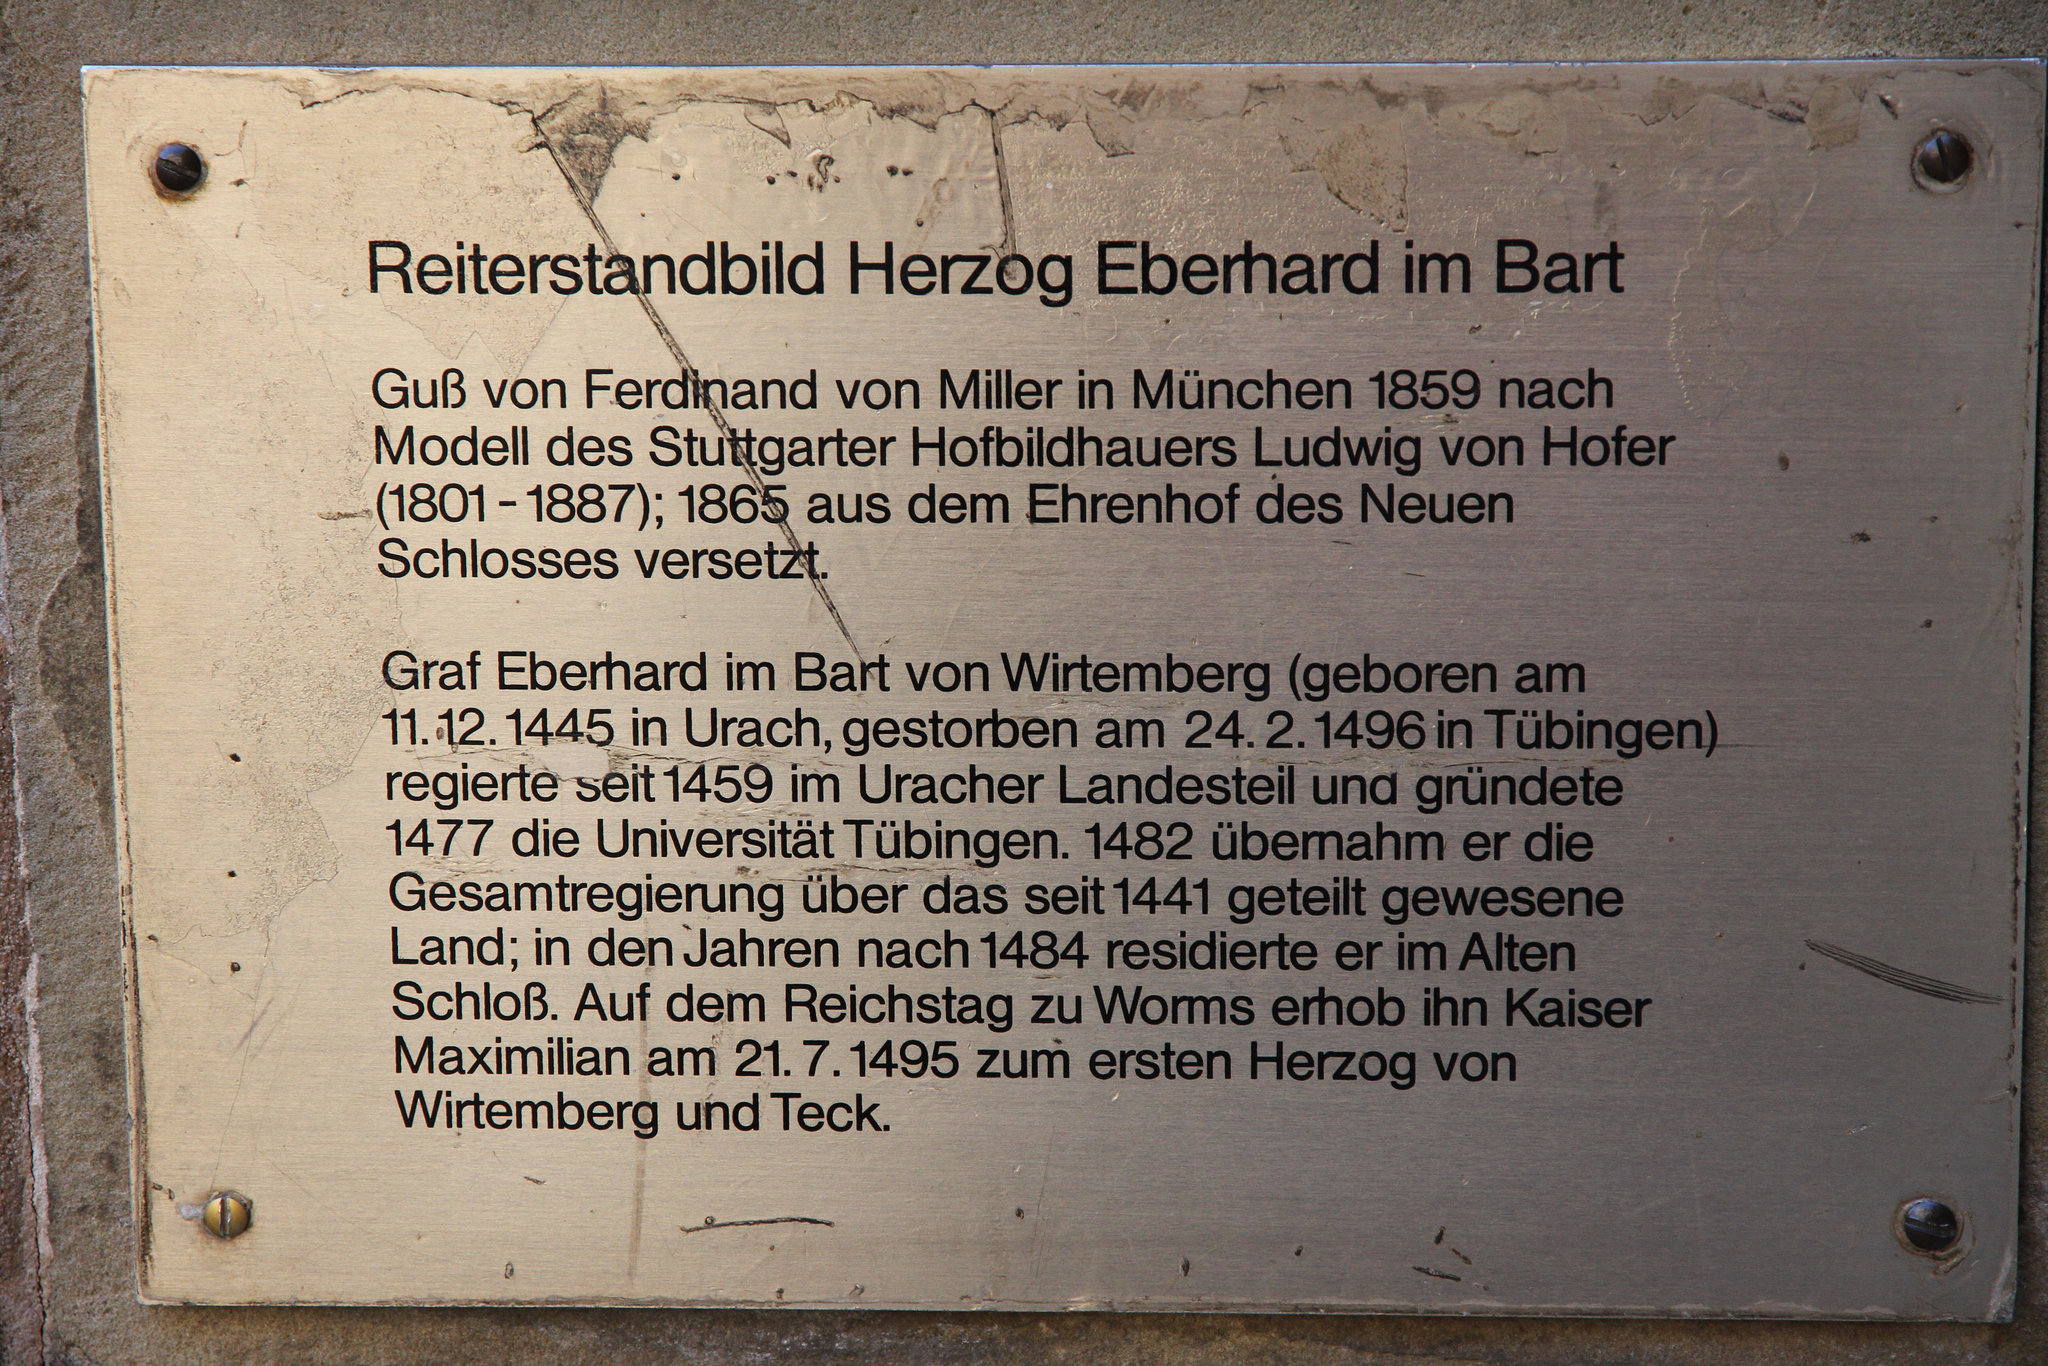 Reiterstandbild Herzog Eberhard im Bart
Guß von Ferdinand von Miller in München 1859 nach
Modell des Stuttgarter Hofbildhauers Ludwig von Hofer
(1801 - 1887); 1865 aus dem Ehrenhof des Neuen
Schlosses versetzt.
Graf Eberhard im Bart von Wirtemberg (geboren am
11. 12. 1445 in Urach, gestorben am 24. 2. 1496 in Tübingen)
regierte seit 1459 im Uracher Landesteil und gründete
1477 die Universität Tübingen. 1482 übernahm er die
Gesamtregierung über das seit 1441 geteilt gewesene
Land; in den Jahren nach 1484 residierte er im Alten
Schloß. Auf dem Reichstag zu Worms erhob ihn Kaiser
Maximilian am 21. 7. 1495 zum ersten Herzog von
Wirtemberg und Teck.